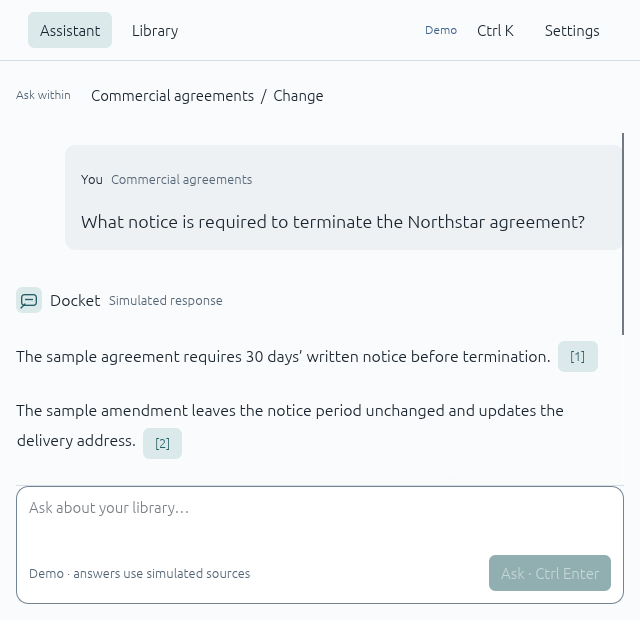 Assistant Library Demo Ctrl K Settings
Ask within Commercial agreements / Change
You Commercial agreements
What notice is required to terminate the Northstar agreement?
Docket Simulated response
The sample agreement requires 30 days’ written notice before termination. [1]
The sample amendment leaves the notice period unchanged and updates the
delivery address. [2]
Ask about your library…
Demo · answers use simulated sources Ask · Ctrl Enter